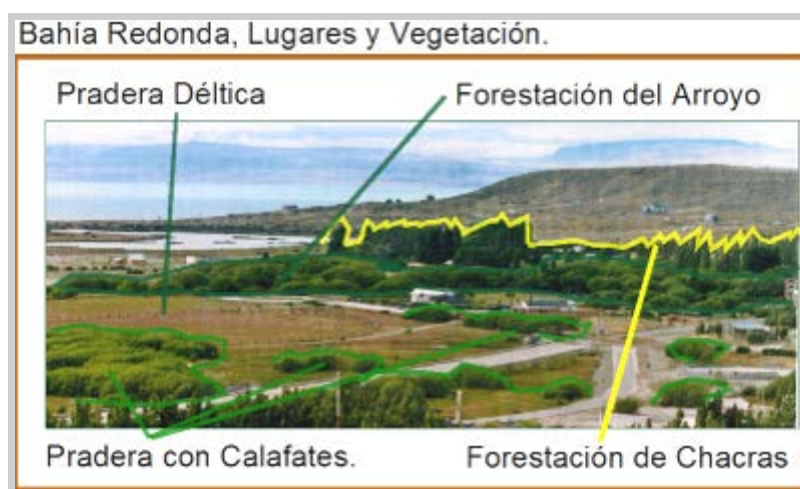 Bahía Redonda, Lugares y Vegetación.
Pradera Déltica
Forestación del Arroyo
Pradera con Calafates.
Forestación de Chacras